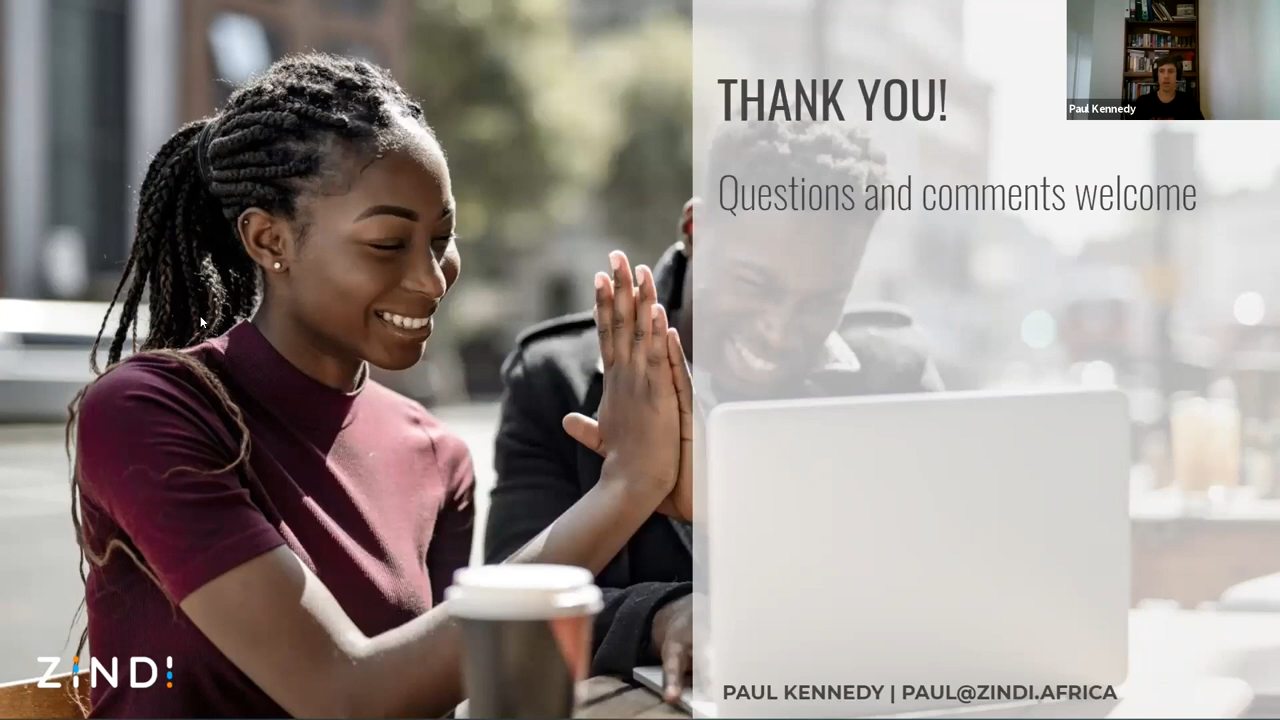 THANK YOU!
Paul Kennedy
Questions and comments welcome
ZINDI
PAUL KENNEDY | PAUL@ZINDI.AFRICA